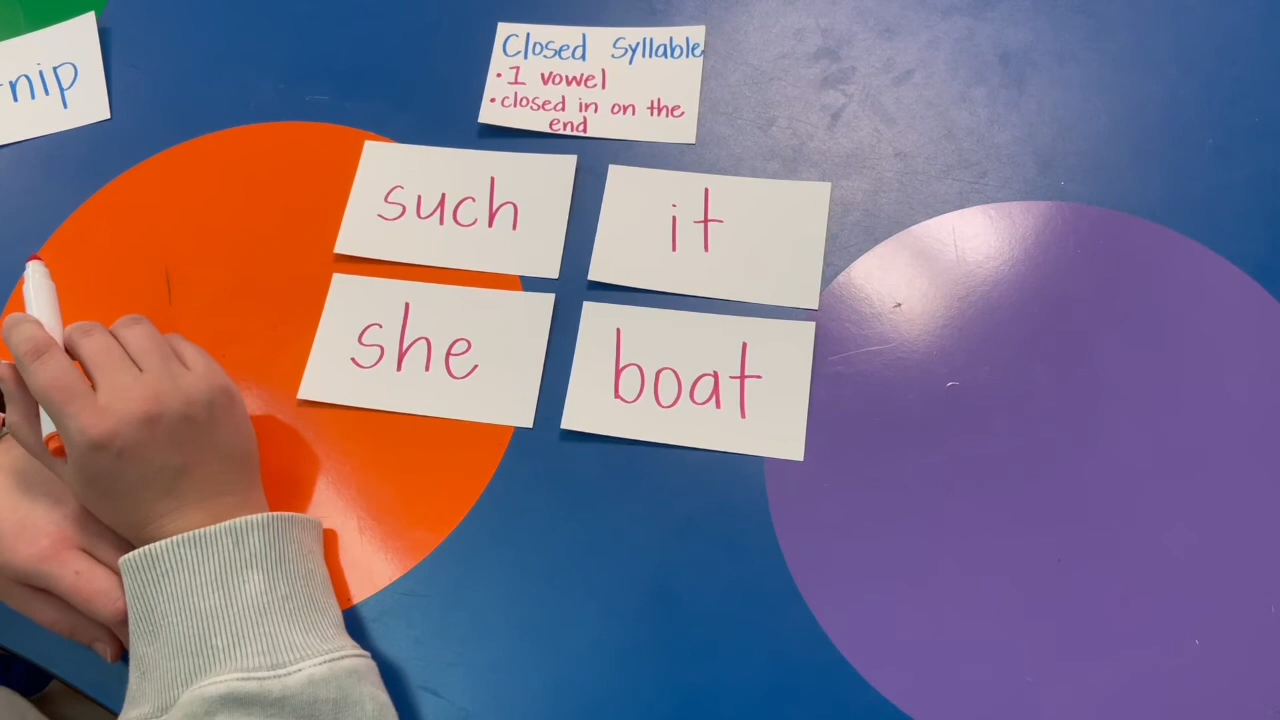 nip
Closed Syllable
• 1 vowel
• closed in on the
end
such
it
she
boat